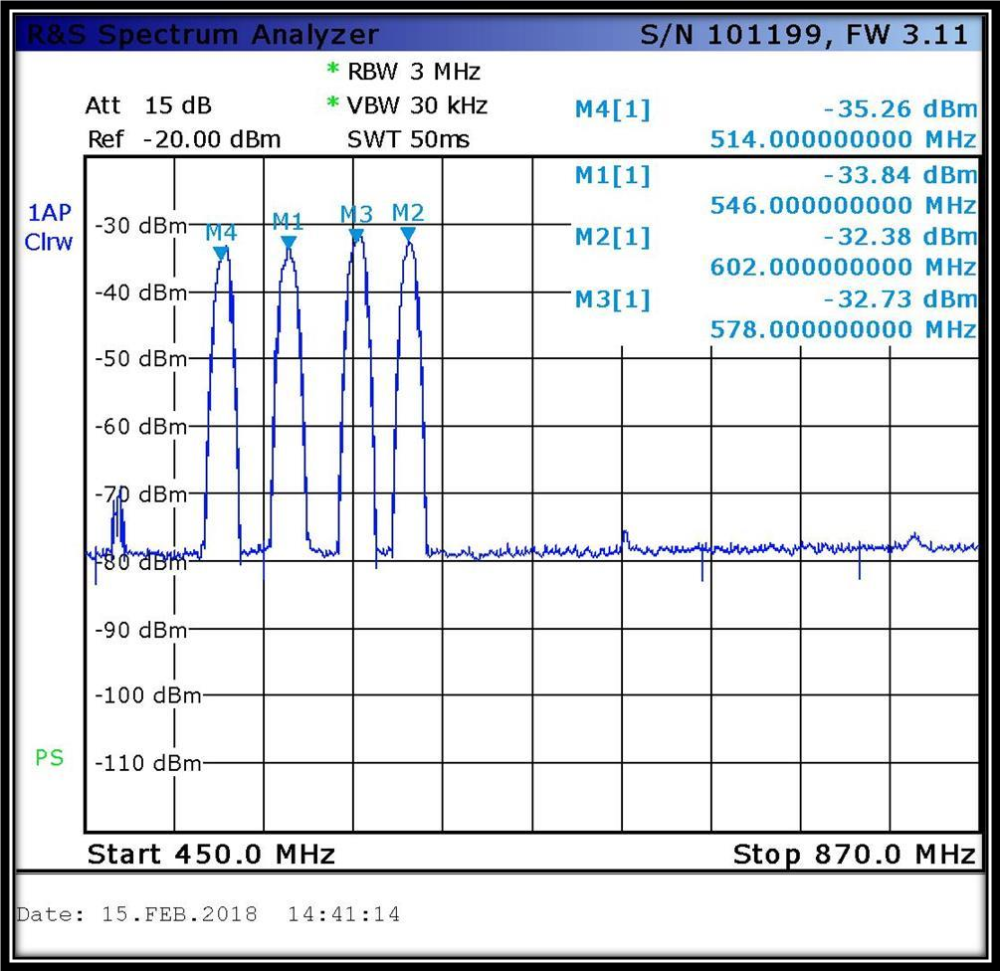 R&S Spectrum Analyzer S/N 101199, FW 3.11
* RBW 3 MHz
Att 15 dB * VBW 30 kHz
Ref -20.00 dBm SWT 50ms
M4[1] -35.26 dBm
514.000000000 MHz
M1[1] -33.84 dBm
546.000000000 MHz
M2[1] -32.38 dBm
602.000000000 MHz
M3[1] -32.73 dBm
578.000000000 MHz
1AP
Clrw
M4 M1 M3 M2
-30 dBm
-40 dBm
-50 dBm
-60 dBm
-70 dBm
-80 dBm
-90 dBm
-100 dBm
-110 dBm
PS
Start 450.0 MHz Stop 870.0 MHz
Date: 15.FEB.2018 14:41:14